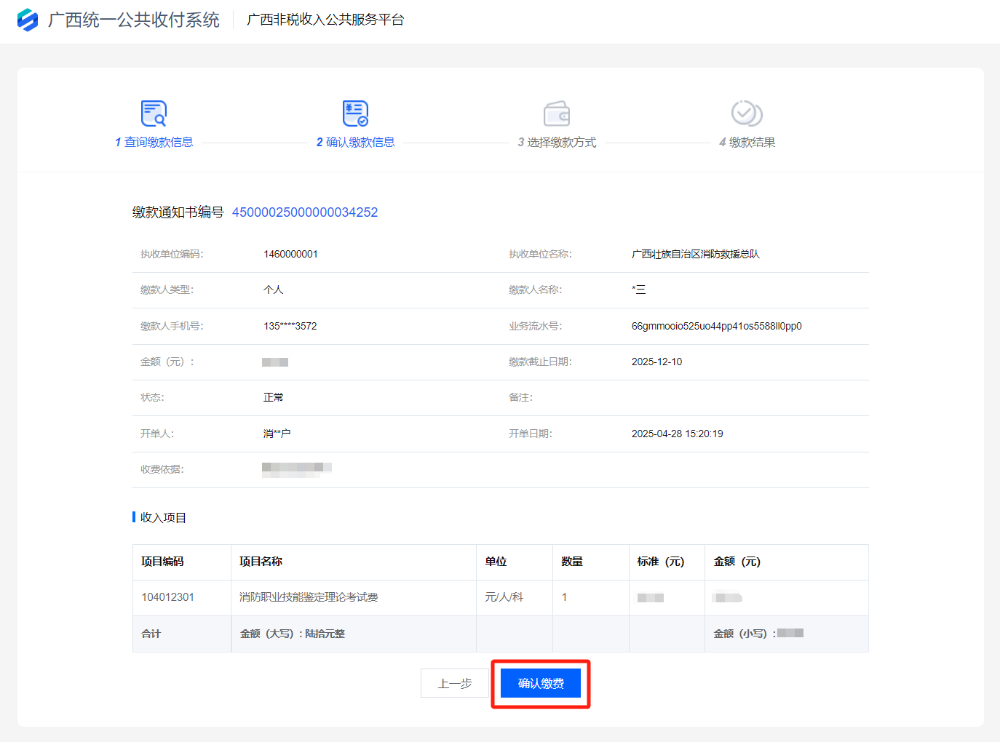 广西统一公共收付系统 广西非税收入公共服务平台
1 查询缴款信息 2 确认缴款信息 3 选择缴款方式 4 缴款结果
缴款通知书编号 45000025000000034252
执收单位编码: 1460000001 执收单位名称: 广西壮族自治区消防救援总队
缴款人类型: 个人 缴款人名称: *三
缴款人手机号: 135****3572 业务流水号: 66gmmooio525uo44pp41os5588ll0pp0
金额（元）: 缴款截止日期: 2025-12-10
状态: 正常 备注:
开单人: 消**户 开单日期: 2025-04-28 15:20:19
收费依据:
收入项目
项目编码 项目名称 单位 数量 标准（元） 金额（元）
104012301 消防职业技能鉴定理论考试费 元/人/科 1
合计 金额（大写）: 陆拾元整 金额（小写）:
上一步 确认缴费